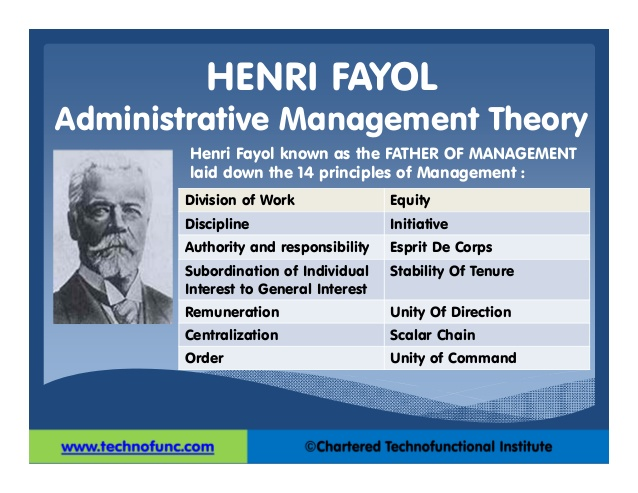 HENRI FAYOL
Administrative Management Theory
Henri Fayol known as the FATHER OF MANAGEMENT
laid down the 14 principles of Management :
Division of Work Equity
Discipline Initiative
Authority and responsibility Esprit De Corps
Subordination of Individual Stability Of Tenure
Interest to General Interest
Remuneration Unity Of Direction
Centralization Scalar Chain
Order Unity of Command
www.technofunc.com ©Chartered Technofunctional Institute